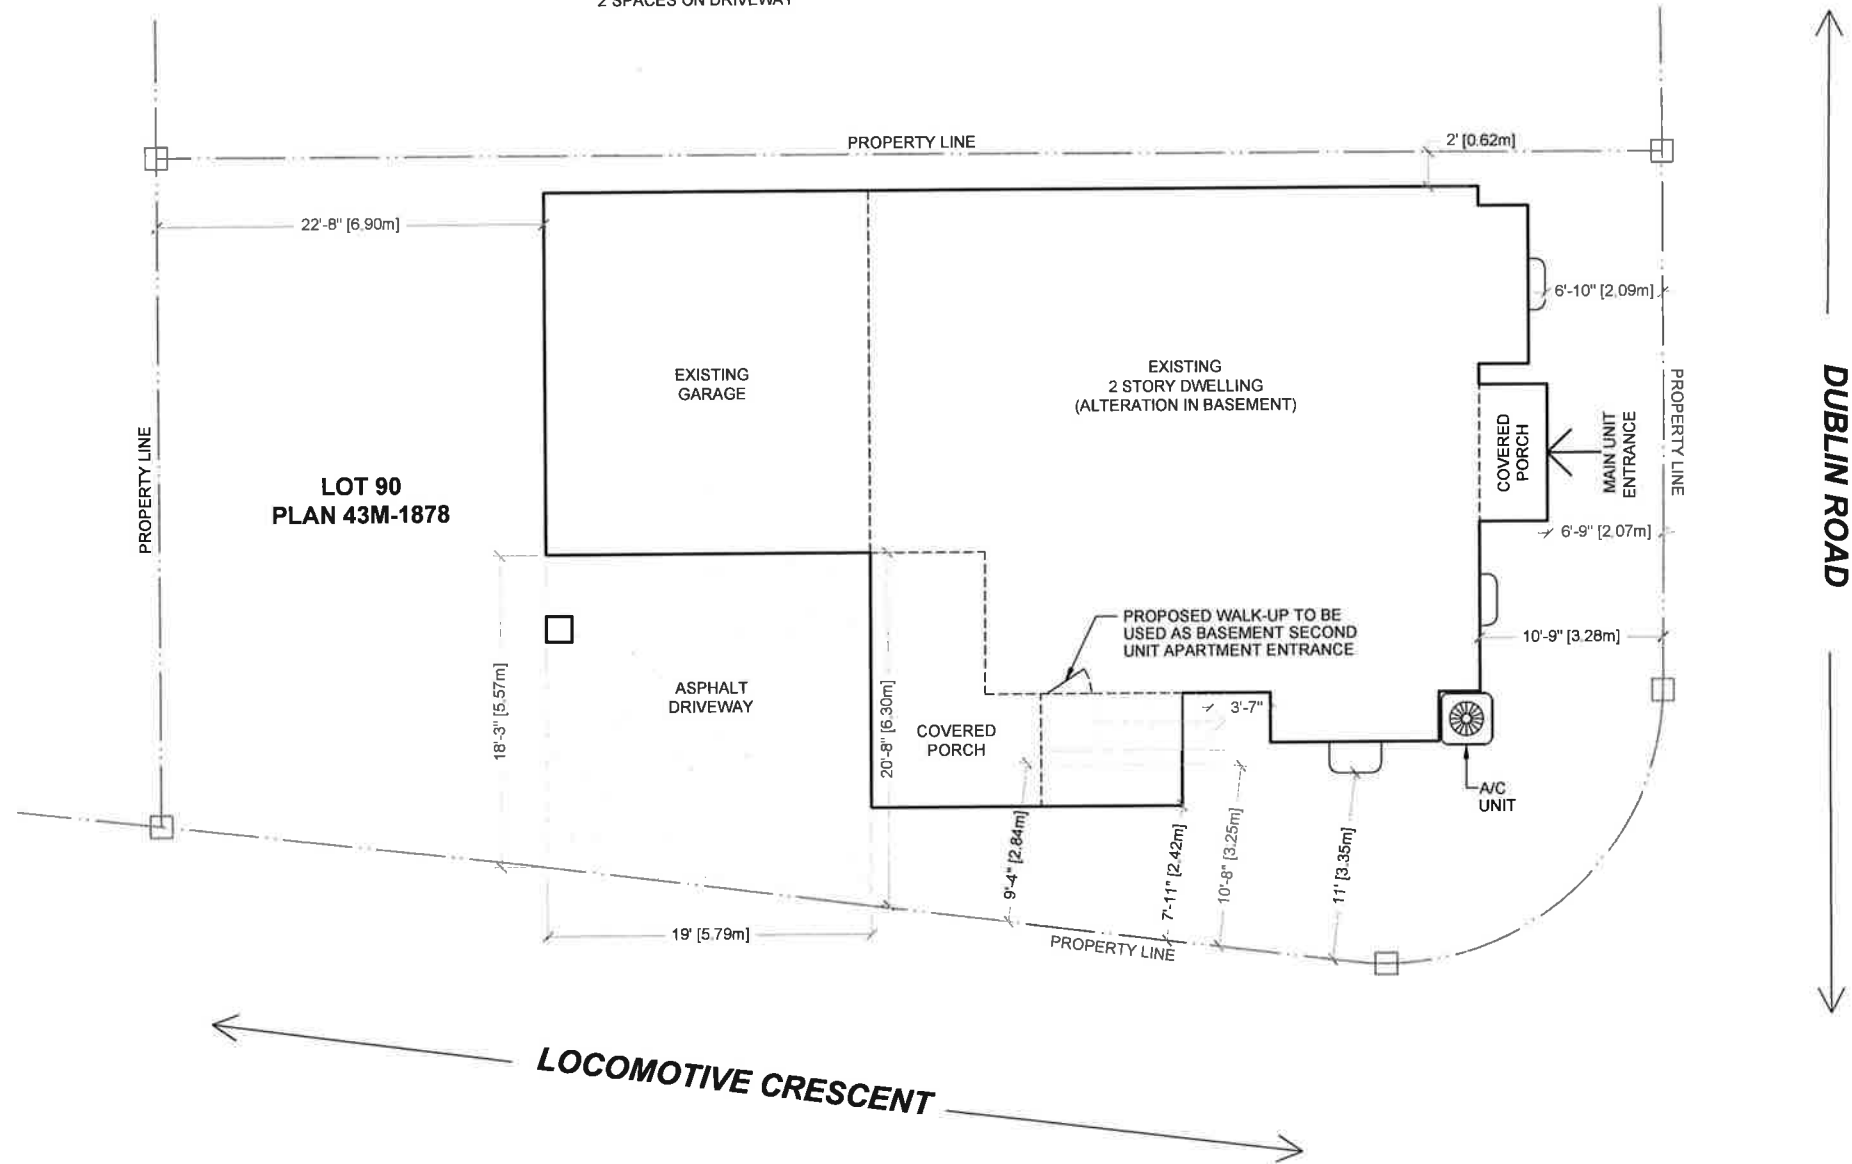 2 SPACES ON DRIVEWAY
PROPERTY LINE
2' [0.62m]
22'-8" [6.90m]
6'-10" [2.09m]
EXISTING
GARAGE
EXISTING
2 STORY DWELLING
(ALTERATION IN BASEMENT)
COVERED
PORCH
MAIN UNIT
ENTRANCE
PROPERTY LINE
DUBLIN ROAD
PROPERTY LINE
LOT 90
PLAN 43M-1878
6'-9" [2.07m]
PROPOSED WALK-UP TO BE
USED AS BASEMENT SECOND
UNIT APARTMENT ENTRANCE
10'-9" [3.28m]
18'-3" [5.57m]
ASPHALT
DRIVEWAY
20'-8" [6.30m]
COVERED
PORCH
3'-7"
A/C
UNIT
9'-4" [2.84m]
7'-11" [2.42m]
10'-8" [3.25m]
11' [3.35m]
19' [5.79m]
PROPERTY LINE
LOCOMOTIVE CRESCENT